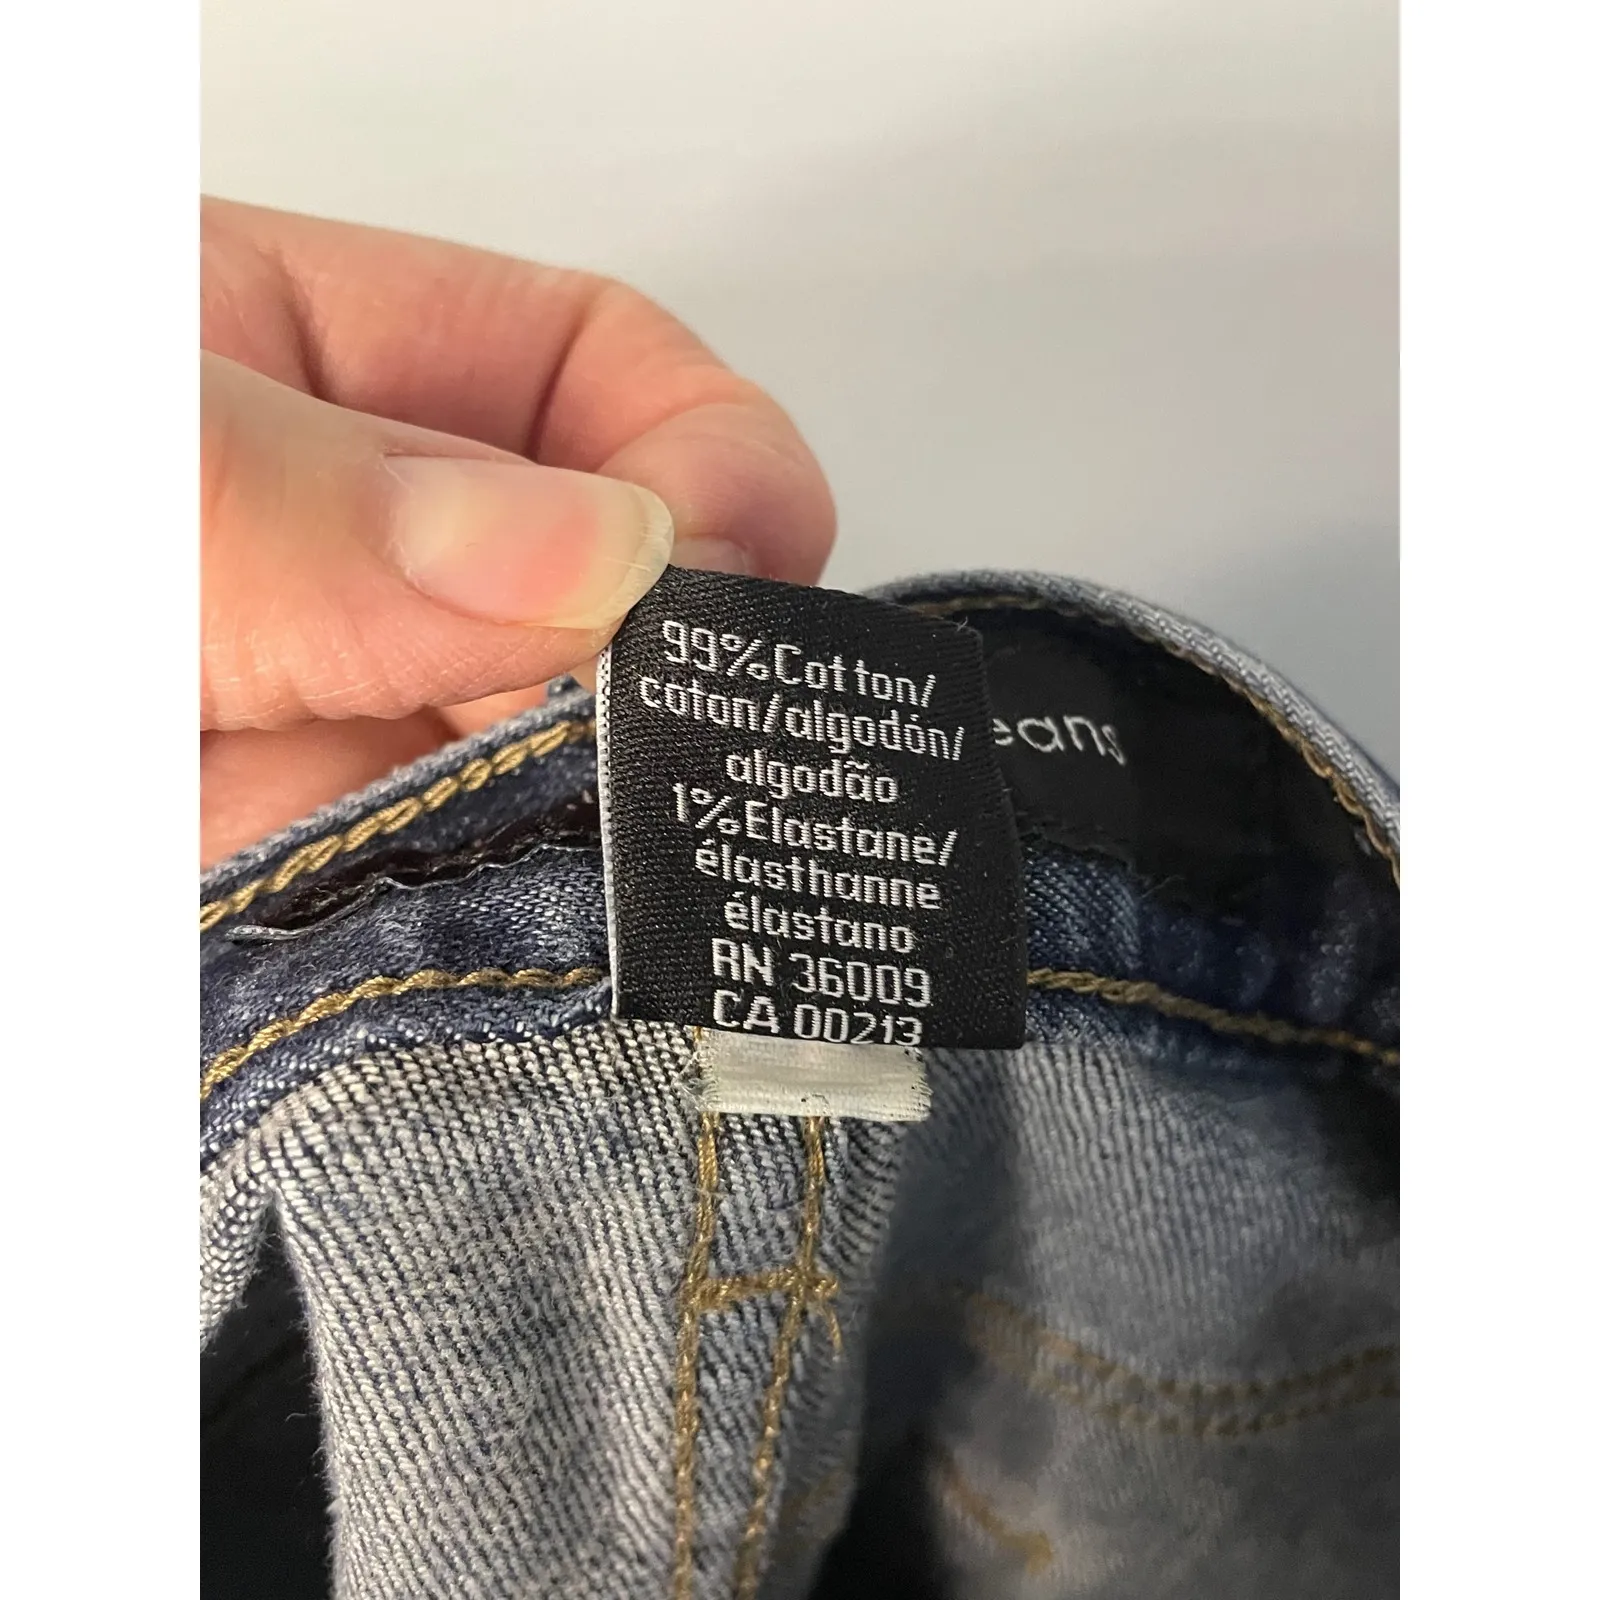 99%Cotton/
coton/algodón/
algodão
1%Elastane/
élasthanne
élastano
RN 36009
CA 00213
eans